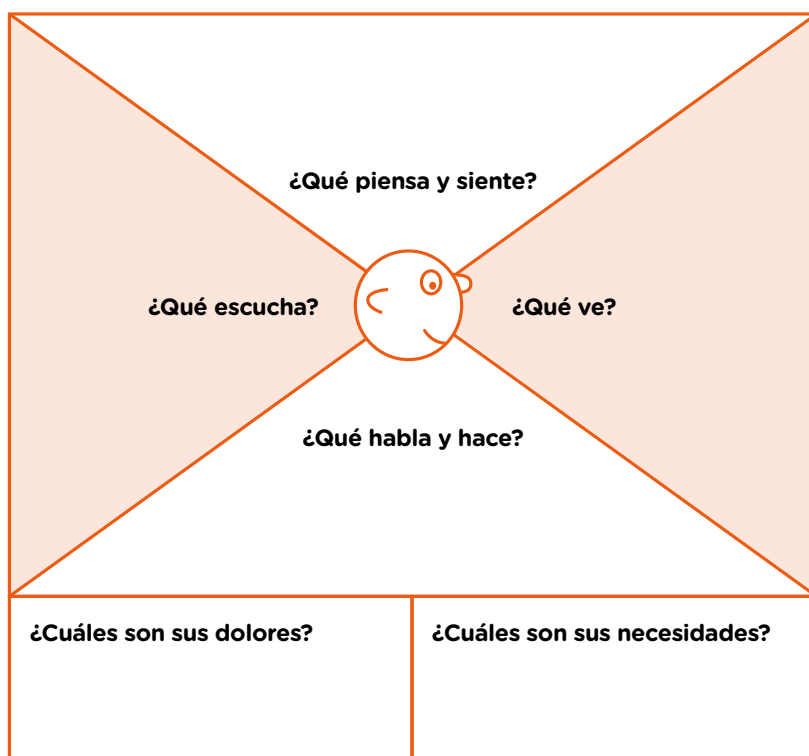 ¿Qué piensa y siente?
¿Qué escucha?
¿Qué ve?
¿Qué habla y hace?
¿Cuáles son sus dolores?
¿Cuáles son sus necesidades?